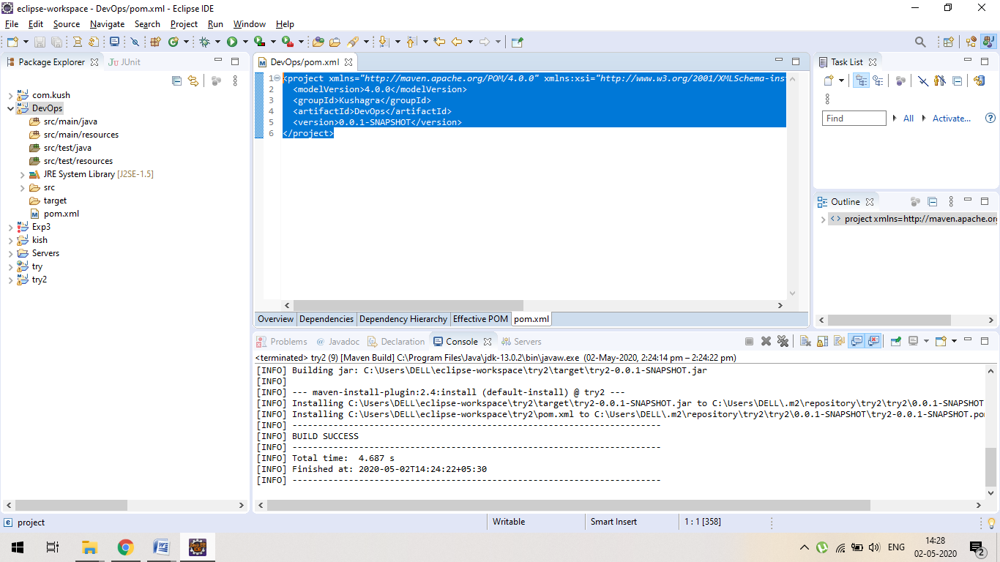 eclipse-workspace - DevOps/pom.xml - Eclipse IDE
File Edit Source Navigate Search Project Run Window Help
Package Explorer
JUnit
com.kush
DevOps
src/main/java
src/main/resources
src/test/java
src/test/resources
JRE System Library [J2SE-1.5]
src
target
pom.xml
Exp3
kish
Servers
try
try2
DevOps/pom.xml
1 <project xmlns="http://maven.apache.org/POM/4.0.0" xmlns:xsi="http://www.w3.org/2001/XMLSchema-ins
2 <modelVersion>4.0.0</modelVersion>
3 <groupId>Kushagra</groupId>
4 <artifactId>DevOps</artifactId>
5 <version>0.0.1-SNAPSHOT</version>
6 </project>
Overview Dependencies Dependency Hierarchy Effective POM pom.xml
Task List
Find All Activate...
Outline
project xmlns=http://maven.apache.or
Problems @ Javadoc Declaration Console Servers
<terminated> try2 (9) [Maven Build] C:\Program Files\Java\jdk-13.0.2\bin\javaw.exe (02-May-2020, 2:24:14 pm – 2:24:22 pm)
[INFO] Building jar: C:\Users\DELL\eclipse-workspace\try2\target\try2-0.0.1-SNAPSHOT.jar
[INFO]
[INFO] --- maven-install-plugin:2.4:install (default-install) @ try2 ---
[INFO] Installing C:\Users\DELL\eclipse-workspace\try2\target\try2-0.0.1-SNAPSHOT.jar to C:\Users\DELL\.m2\repository\try2\try2\0.0.1-SNAPSHOT
[INFO] Installing C:\Users\DELL\eclipse-workspace\try2\pom.xml to C:\Users\DELL\.m2\repository\try2\try2\0.0.1-SNAPSHOT\try2-0.0.1-SNAPSHOT.po
[INFO] ------------------------------------------------------------------------
[INFO] BUILD SUCCESS
[INFO] ------------------------------------------------------------------------
[INFO] Total time:  4.687 s
[INFO] Finished at: 2020-05-02T14:24:22+05:30
[INFO] ------------------------------------------------------------------------
project
Writable
Smart Insert
1 : 1 [358]
ENG
14:28
02-05-2020
2